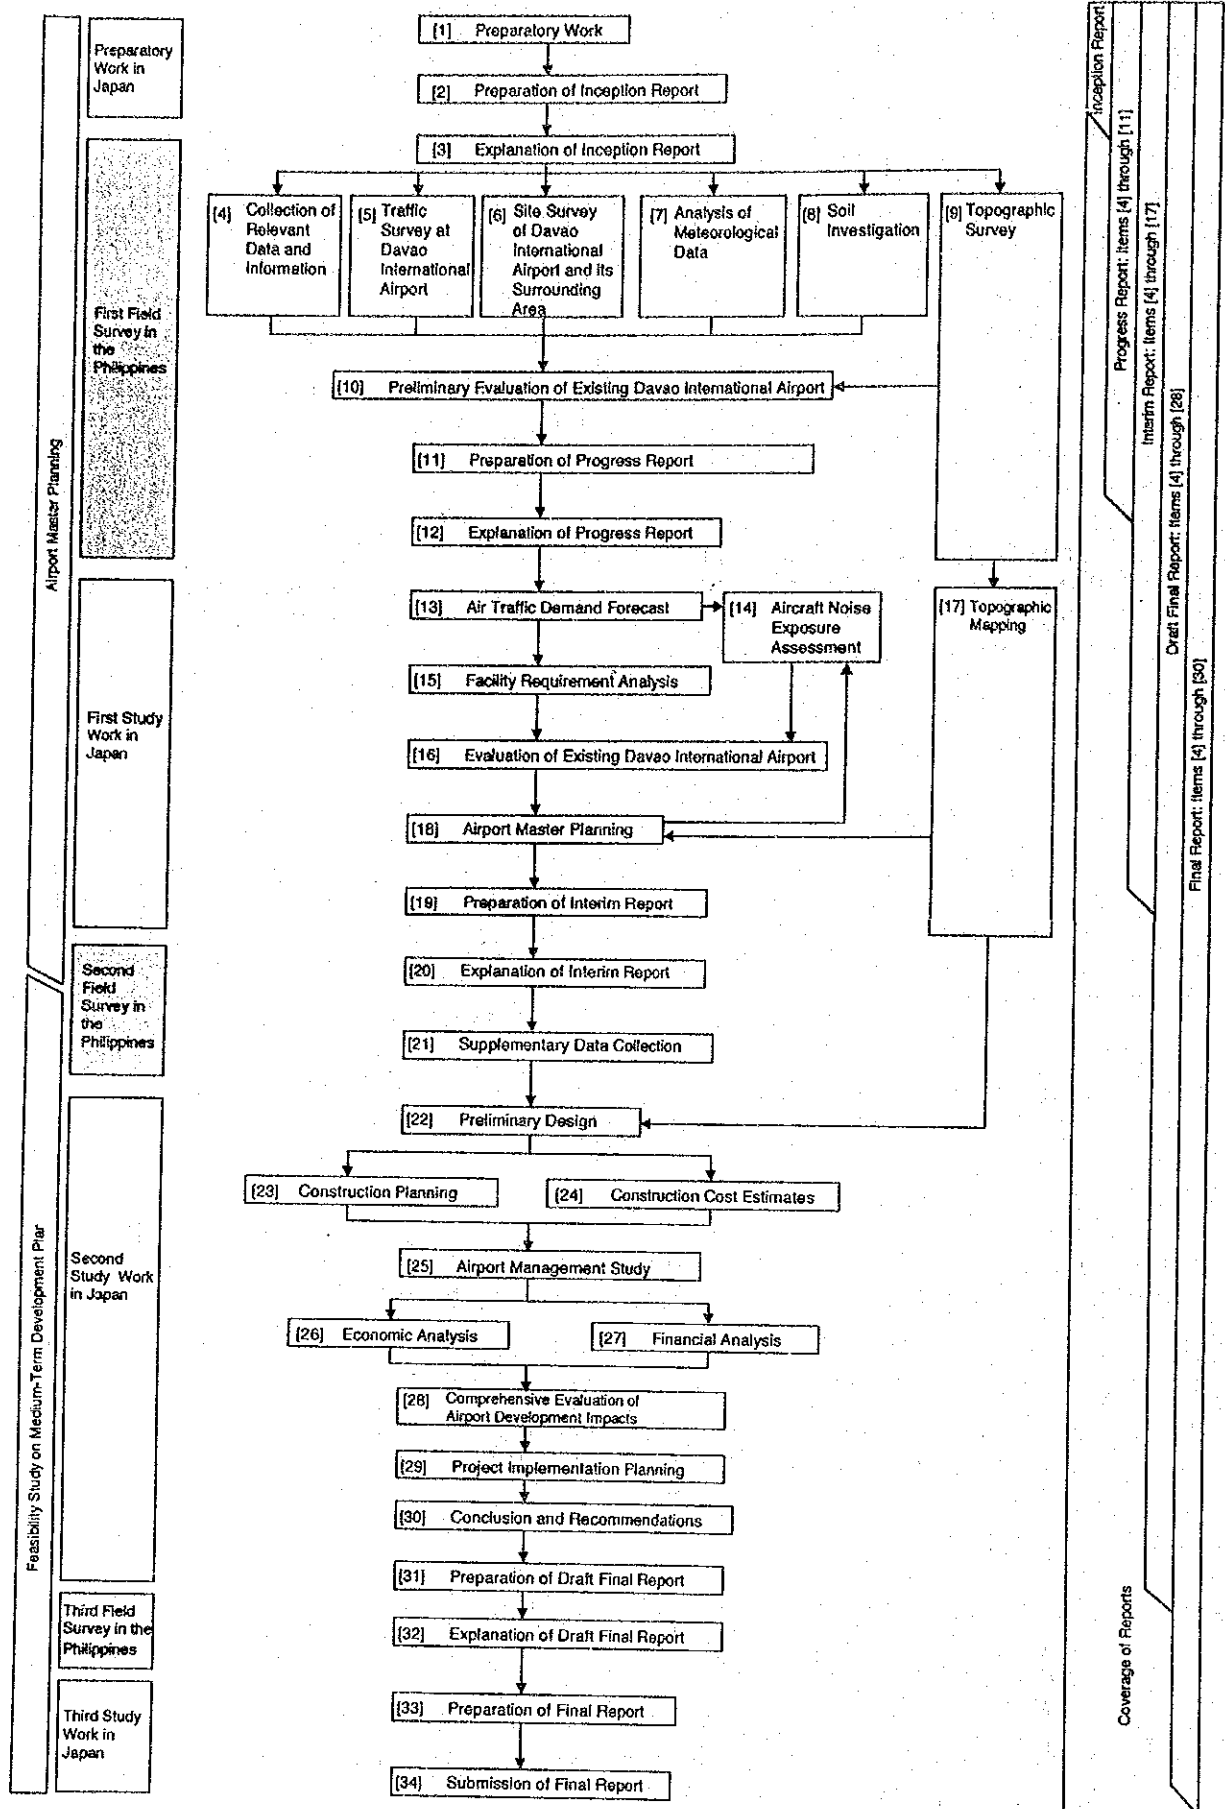 Airport Master Planning
Feasibility Study on Medium-Term Development Plan
Preparatory
Work in
Japan
First Field
Survey in
the
Philippines
First Study
Work in
Japan
Second
Field
Survey in
the
Philippines
Second
Study Work
in Japan
Third Field
Survey in the
Philippines
Third Study
Work in
Japan
[1] Preparatory Work
[2] Preparation of Inception Report
[3] Explanation of Inception Report
[4] Collection of
Relevant
Data and
Information
[5] Traffic
Survey at
Davao
International
Airport
[6] Site Survey
of Davao
International
Airport and its
Surrounding
Area
[7] Analysis of
Meteorological
Data
[8] Soil
Investigation
[9] Topographic
Survey
[10] Preliminary Evaluation of Existing Davao International Airport
[11] Preparation of Progress Report
[12] Explanation of Progress Report
[13] Air Traffic Demand Forecast
[14] Aircraft Noise
Exposure
Assessment
[15] Facility Requirement Analysis
[16] Evaluation of Existing Davao International Airport
[17] Topographic
Mapping
[18] Airport Master Planning
[19] Preparation of Interim Report
[20] Explanation of Interim Report
[21] Supplementary Data Collection
[22] Preliminary Design
[23] Construction Planning
[24] Construction Cost Estimates
[25] Airport Management Study
[26] Economic Analysis
[27] Financial Analysis
[28] Comprehensive Evaluation of
Airport Development Impacts
[29] Project Implementation Planning
[30] Conclusion and Recommendations
[31] Preparation of Draft Final Report
[32] Explanation of Draft Final Report
[33] Preparation of Final Report
[34] Submission of Final Report
Coverage of Reports
Inception Report
Progress Report: Items [4] through [11]
Interim Report: Items [4] through [17]
Draft Final Report: Items [4] through [28]
Final Report: Items [4] through [30]